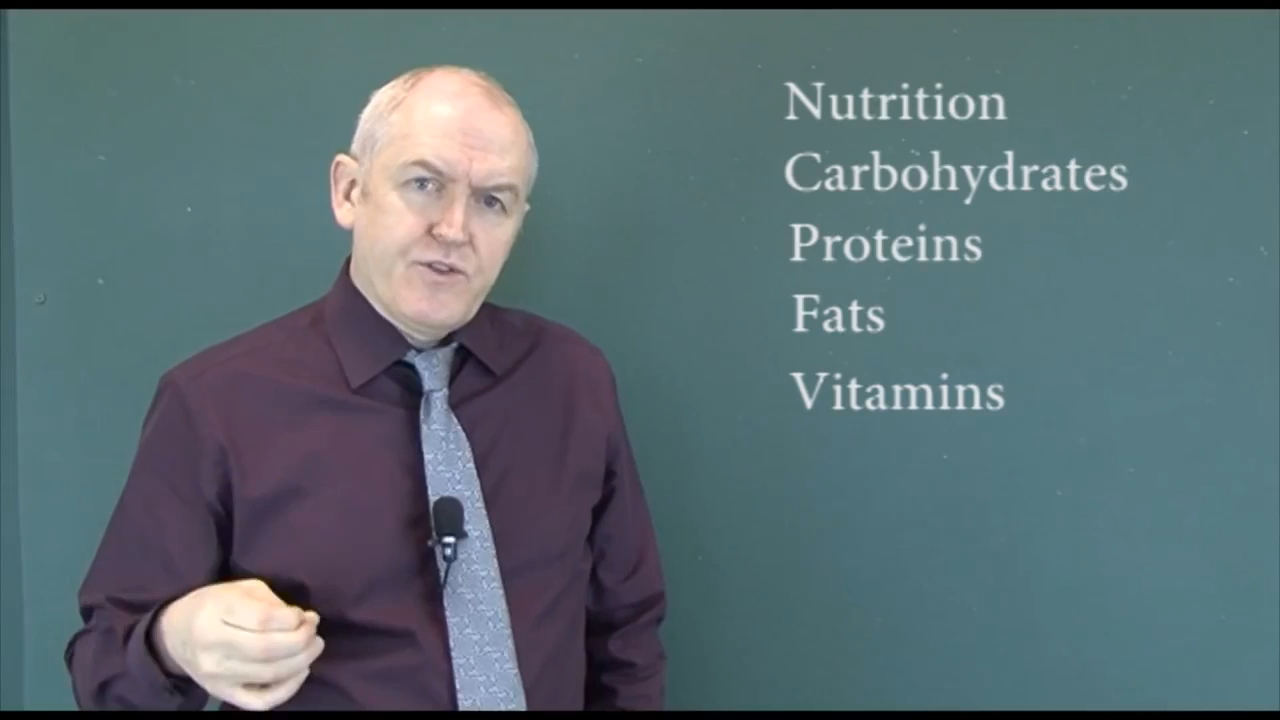 Nutrition
Carbohydrates
Proteins
Fats
Vitamins